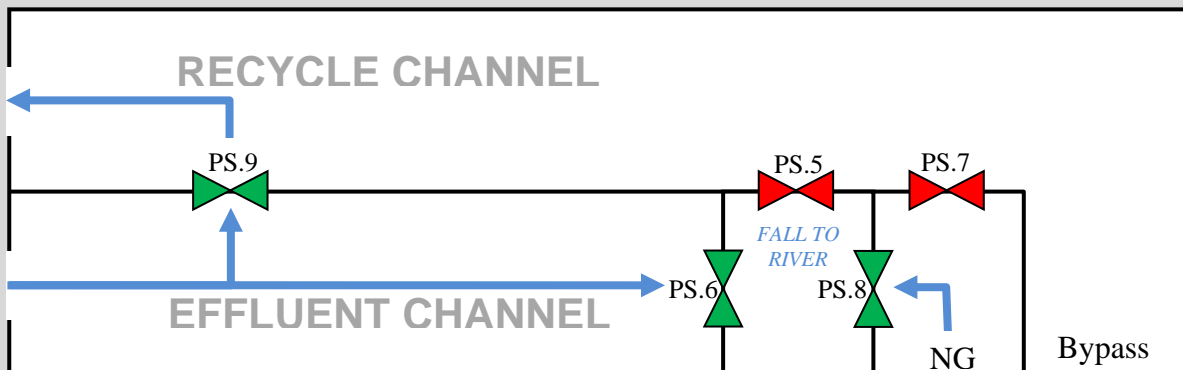 RECYCLE CHANNEL
PS.9
PS.5
PS.7
FALL TO
RIVER
PS.6
PS.8
EFFLUENT CHANNEL
NG
Bypass